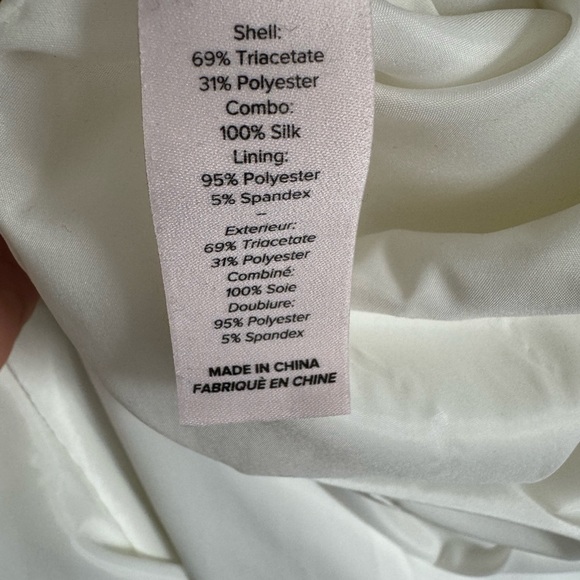 Shell:
69% Triacetate
31% Polyester
Combo:
100% Silk
Lining:
95% Polyester
5% Spandex
–
Exterieur:
69% Triacetate
31% Polyester
Combiné:
100% Soie
Doublure:
95% Polyester
5% Spandex
MADE IN CHINA
FABRIQUÈ EN CHINE